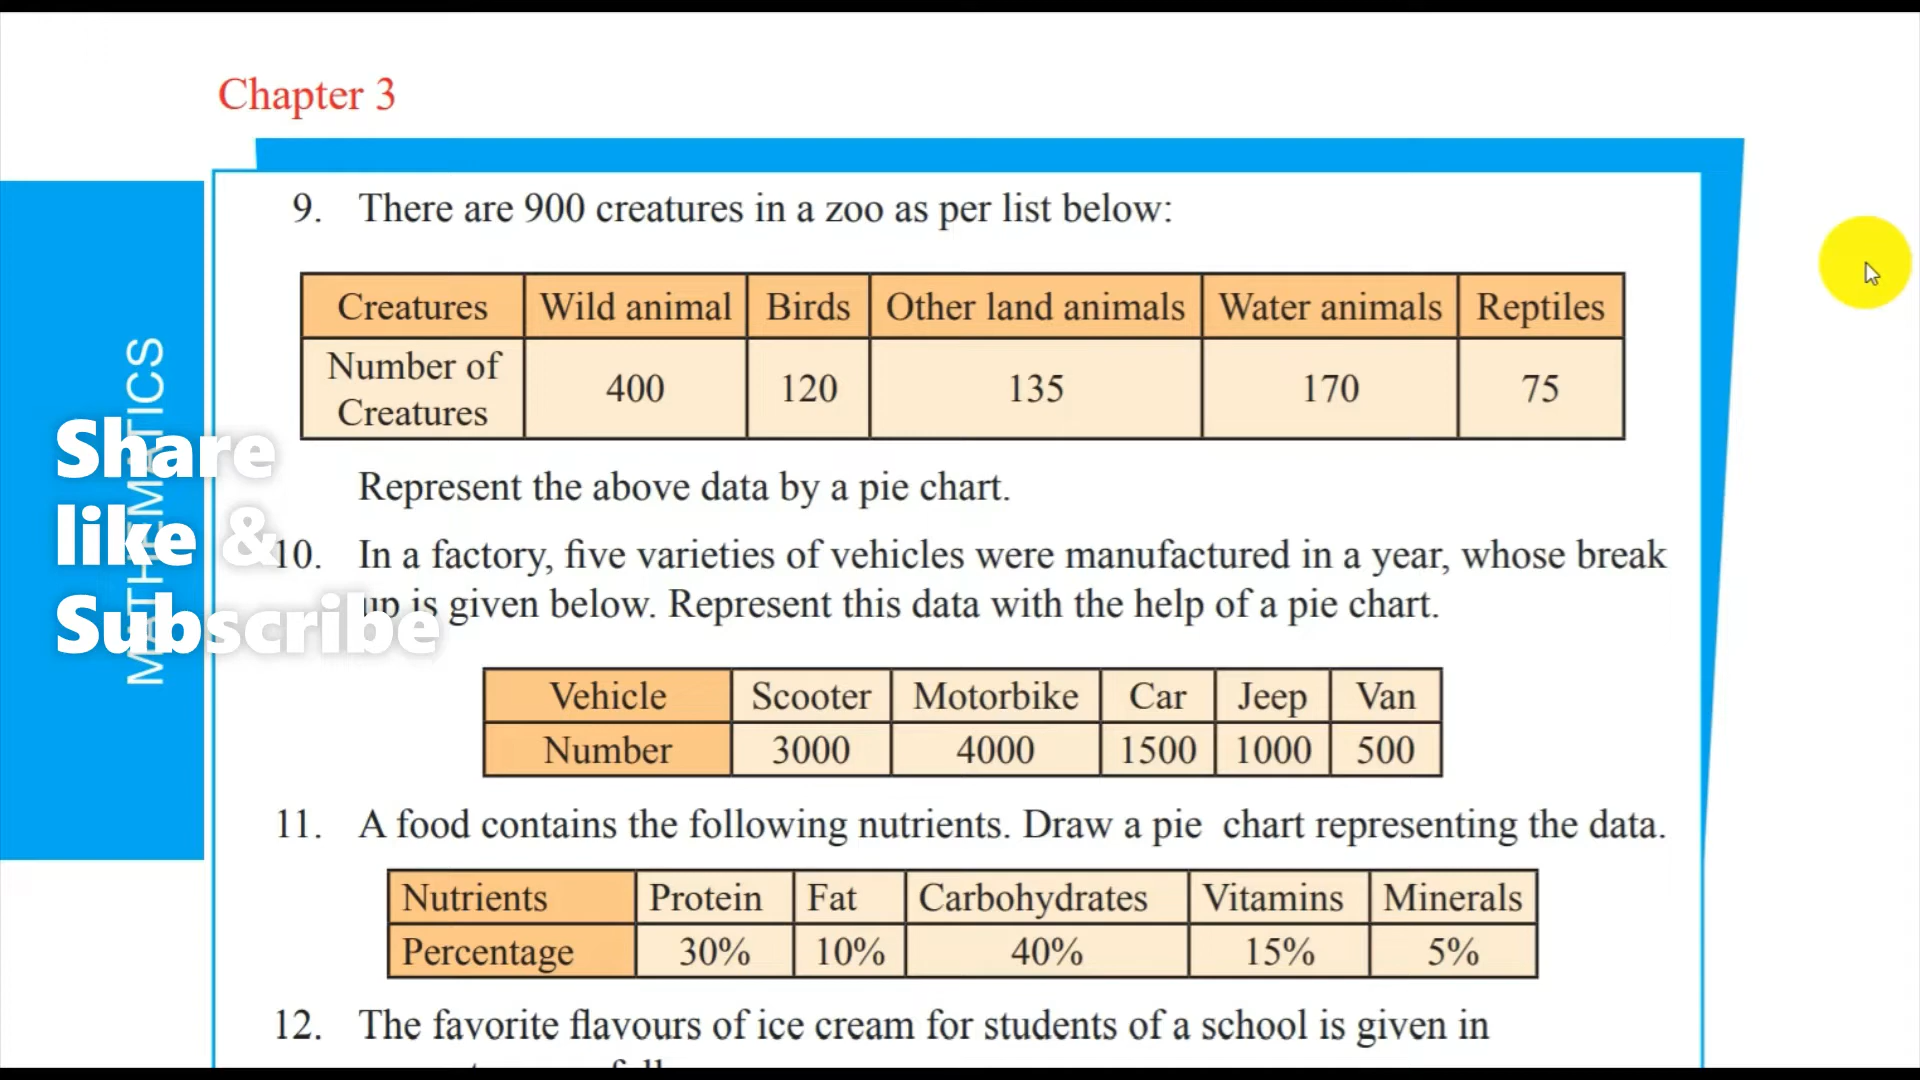 Chapter 3
9. There are 900 creatures in a zoo as per list below:
Creatures Wild animal Birds Other land animals Water animals Reptiles
Number of Creatures 400 120 135 170 75
Represent the above data by a pie chart.
10. In a factory, five varieties of vehicles were manufactured in a year, whose break
up is given below. Represent this data with the help of a pie chart.
Vehicle Scooter Motorbike Car Jeep Van
Number 3000 4000 1500 1000 500
11. A food contains the following nutrients. Draw a pie chart representing the data.
Nutrients Protein Fat Carbohydrates Vitamins Minerals
Percentage 30% 10% 40% 15% 5%
12. The favorite flavours of ice cream for students of a school is given in
MATHEMATICS
Share
like &
Subscribe